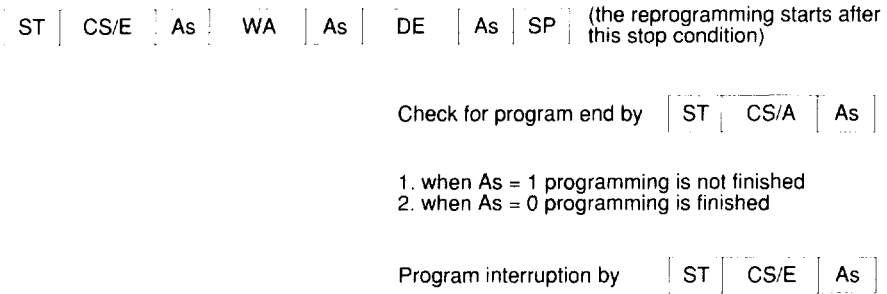 ST CS/E As WA As DE As SP (the reprogramming starts after
this stop condition)
Check for program end by ST CS/A As
1. when As = 1 programming is not finished
2. when As = 0 programming is finished
Program interruption by ST CS/E As